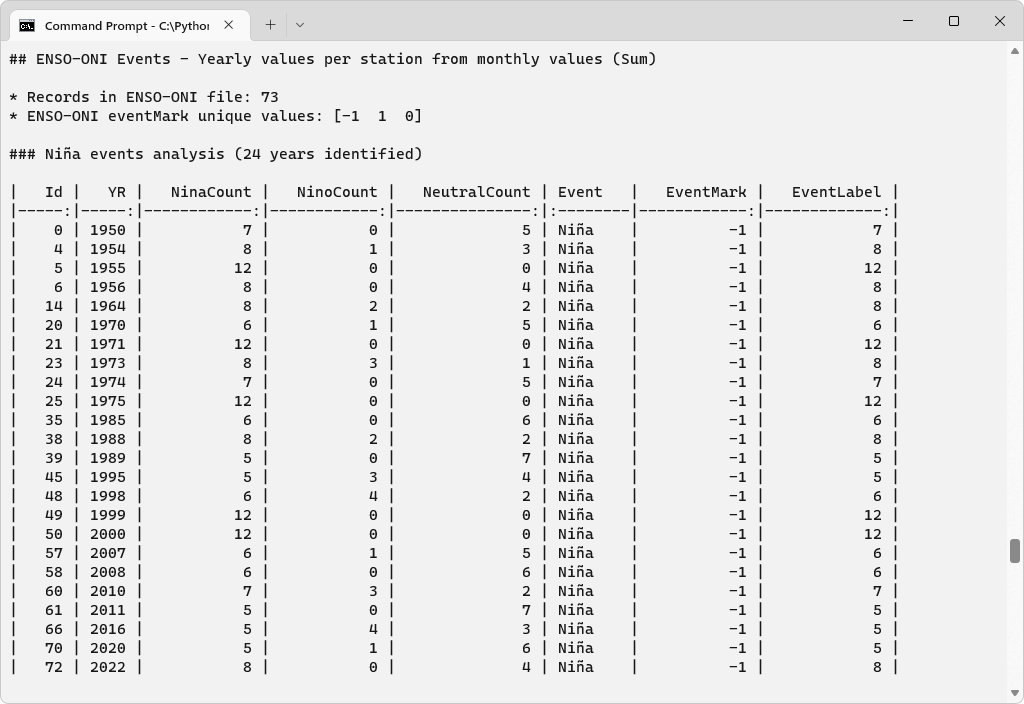 Command Prompt - C:\Python
## ENSO-ONI Events - Yearly values per station from monthly values (Sum)
* Records in ENSO-ONI file: 73
* ENSO-ONI eventMark unique values: [-1  1  0]
### Niña events analysis (24 years identified)
|   Id |   YR |   NinaCount |   NinoCount |   NeutralCount | Event   |   EventMark |   EventLabel |
|-----:|-----:|------------:|------------:|---------------:|:--------|------------:|-------------:|
|    0 | 1950 |           7 |           0 |              5 | Niña    |          -1 |            7 |
|    4 | 1954 |           8 |           1 |              3 | Niña    |          -1 |            8 |
|    5 | 1955 |          12 |           0 |              0 | Niña    |          -1 |           12 |
|    6 | 1956 |           8 |           0 |              4 | Niña    |          -1 |            8 |
|   14 | 1964 |           8 |           2 |              2 | Niña    |          -1 |            8 |
|   20 | 1970 |           6 |           1 |              5 | Niña    |          -1 |            6 |
|   21 | 1971 |          12 |           0 |              0 | Niña    |          -1 |           12 |
|   23 | 1973 |           8 |           3 |              1 | Niña    |          -1 |            8 |
|   24 | 1974 |           7 |           0 |              5 | Niña    |          -1 |            7 |
|   25 | 1975 |          12 |           0 |              0 | Niña    |          -1 |           12 |
|   35 | 1985 |           6 |           0 |              6 | Niña    |          -1 |            6 |
|   38 | 1988 |           8 |           2 |              2 | Niña    |          -1 |            8 |
|   39 | 1989 |           5 |           0 |              7 | Niña    |          -1 |            5 |
|   45 | 1995 |           5 |           3 |              4 | Niña    |          -1 |            5 |
|   48 | 1998 |           6 |           4 |              2 | Niña    |          -1 |            6 |
|   49 | 1999 |          12 |           0 |              0 | Niña    |          -1 |           12 |
|   50 | 2000 |          12 |           0 |              0 | Niña    |          -1 |           12 |
|   57 | 2007 |           6 |           1 |              5 | Niña    |          -1 |            6 |
|   58 | 2008 |           6 |           0 |              6 | Niña    |          -1 |            6 |
|   60 | 2010 |           7 |           3 |              2 | Niña    |          -1 |            7 |
|   61 | 2011 |           5 |           0 |              7 | Niña    |          -1 |            5 |
|   66 | 2016 |           5 |           4 |              3 | Niña    |          -1 |            5 |
|   70 | 2020 |           5 |           1 |              6 | Niña    |          -1 |            5 |
|   72 | 2022 |           8 |           0 |              4 | Niña    |          -1 |            8 |